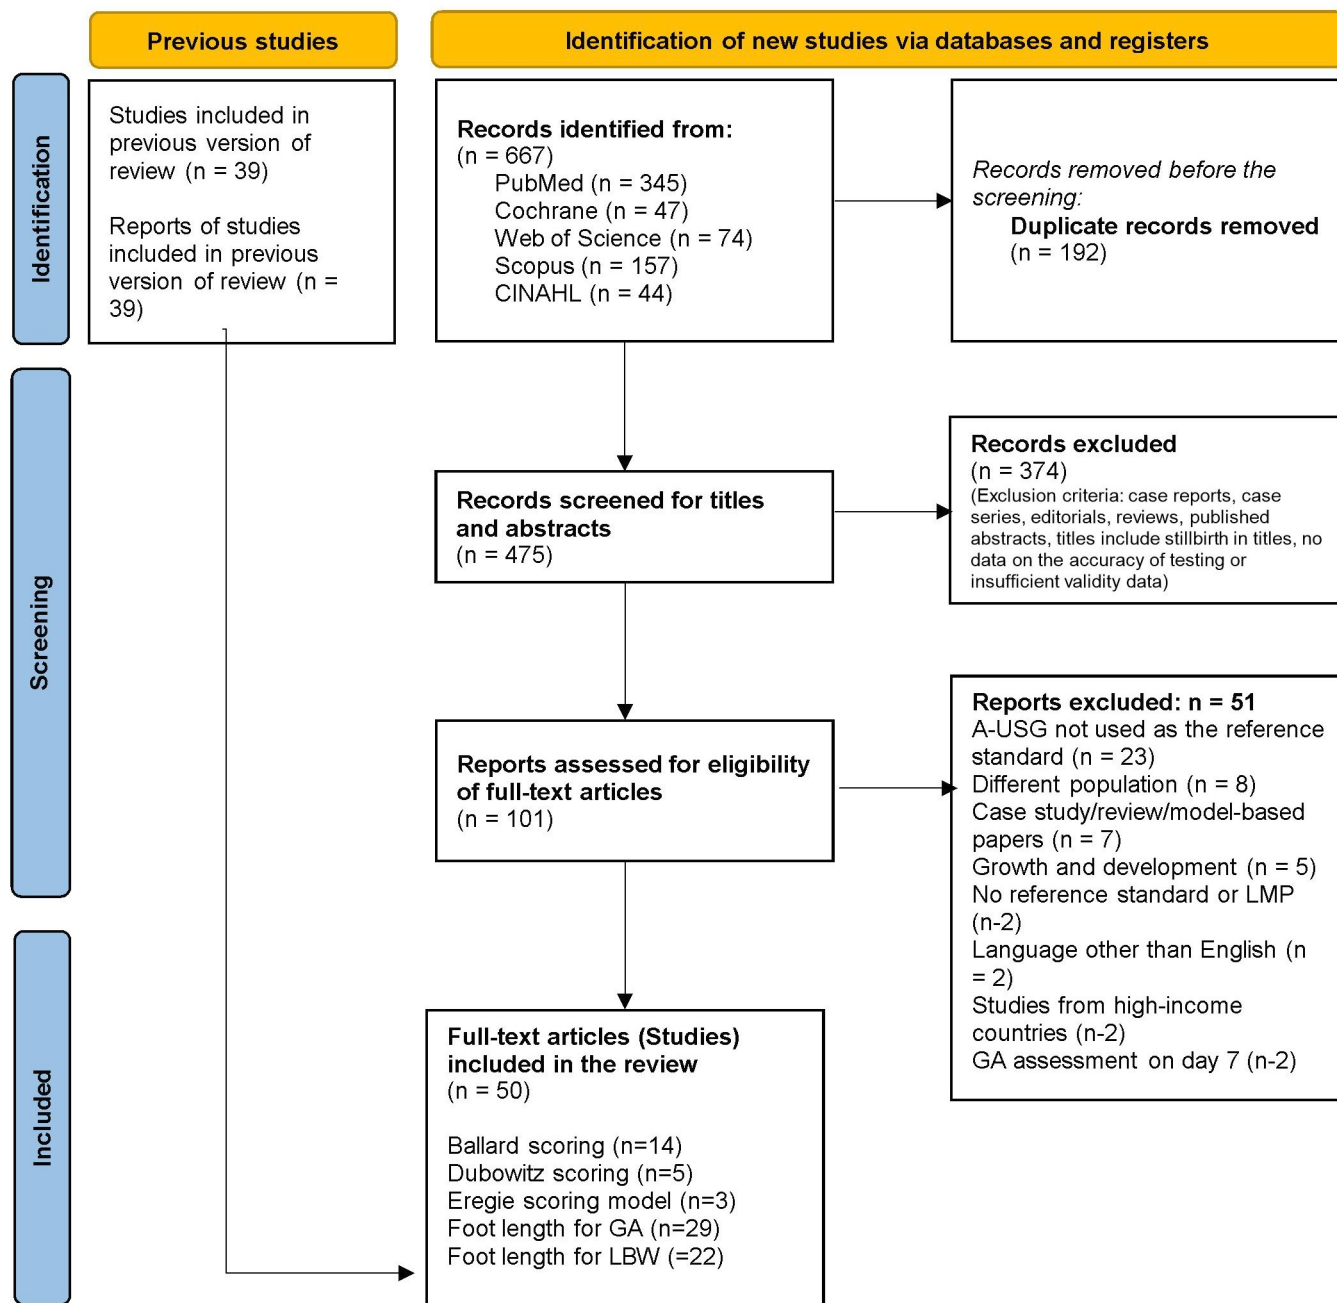 Previous studies
Identification of new studies via databases and registers
Identification
Studies included in
previous version of
review (n = 39)
Reports of studies
included in previous
version of review (n =
39)
Records identified from:
(n = 667)
PubMed (n = 345)
Cochrane (n = 47)
Web of Science (n = 74)
Scopus (n = 157)
CINAHL (n = 44)
Records removed before the
screening:
Duplicate records removed
(n = 192)
Screening
Records screened for titles
and abstracts
(n = 475)
Records excluded
(n = 374)
(Exclusion criteria: case reports, case
series, editorials, reviews, published
abstracts, titles include stillbirth in titles, no
data on the accuracy of testing or
insufficient validity data)
Reports assessed for eligibility
of full-text articles
(n = 101)
Reports excluded: n = 51
A-USG not used as the reference
standard (n = 23)
Different population (n = 8)
Case study/review/model-based
papers (n = 7)
Growth and development (n = 5)
No reference standard or LMP
(n-2)
Language other than English (n
= 2)
Studies from high-income
countries (n-2)
GA assessment on day 7 (n-2)
Included
Full-text articles (Studies)
included in the review
(n = 50)
Ballard scoring (n=14)
Dubowitz scoring (n=5)
Eregie scoring model (n=3)
Foot length for GA (n=29)
Foot length for LBW (=22)